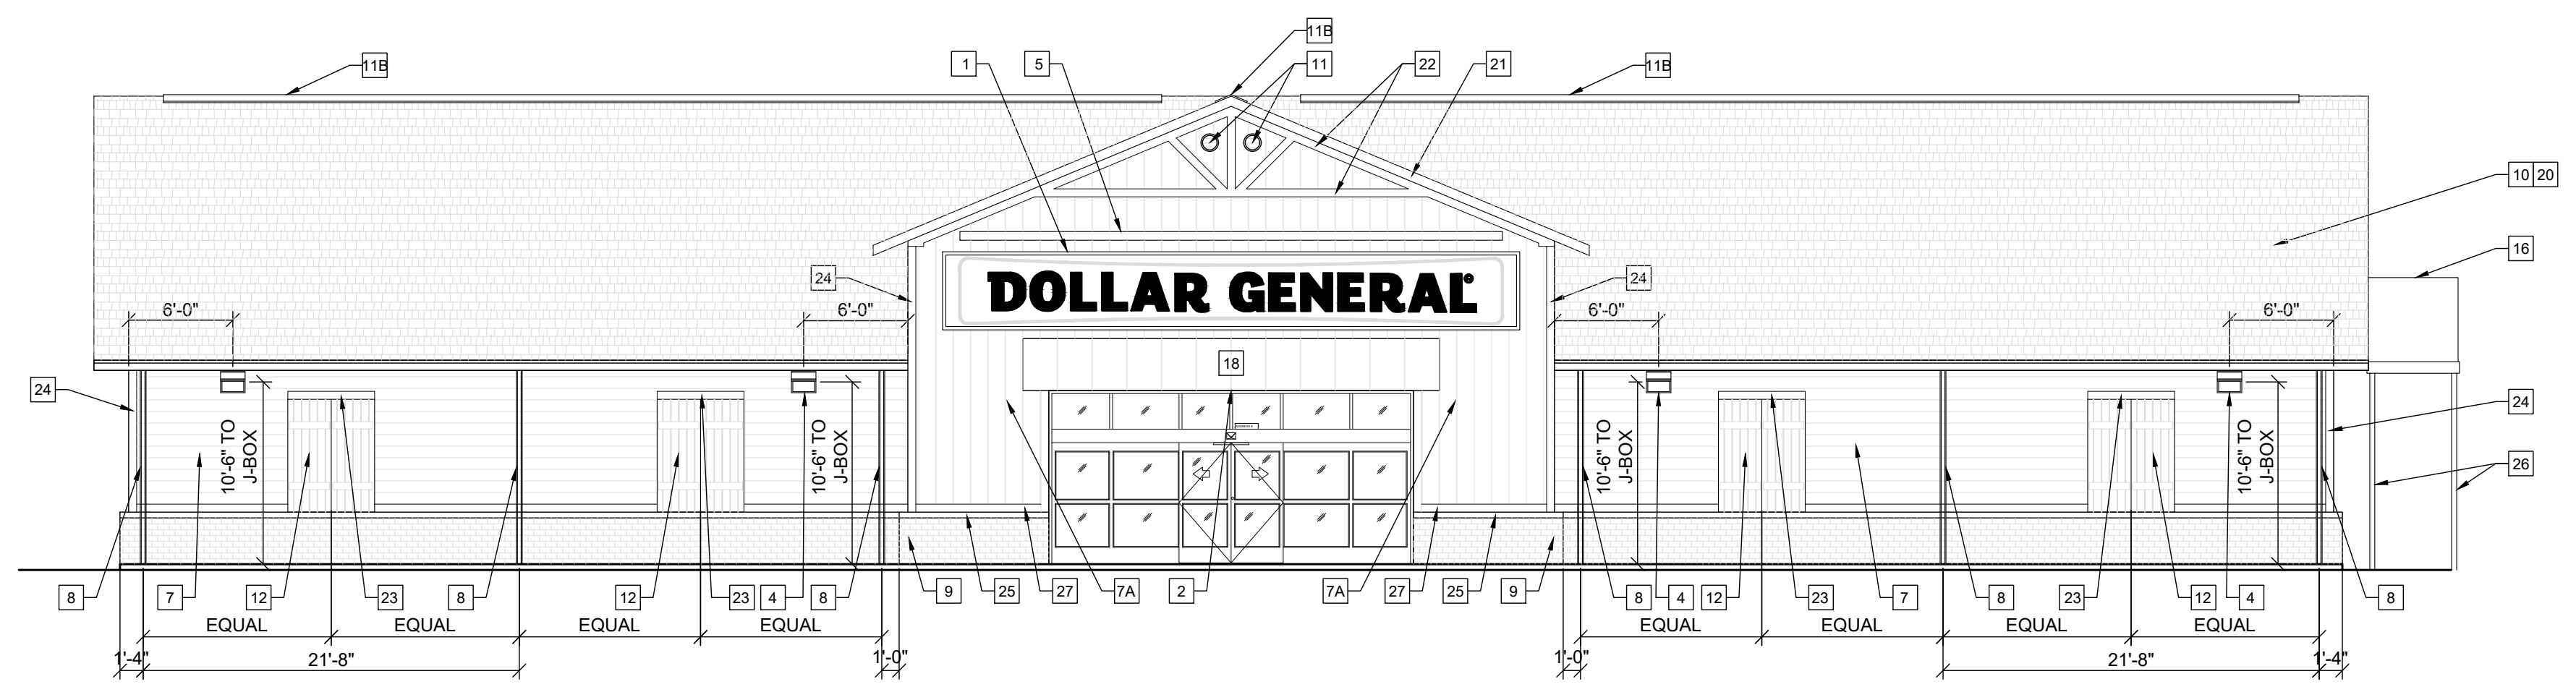 11B
1
5
11B
11
22
21
11B
10 20
16
24
24
DOLLAR GENERAL®
6'-0"
6'-0"
6'-0"
6'-0"
18
24
24
26
10'-6" TO
J-BOX
10'-6" TO
J-BOX
10'-6" TO
J-BOX
10'-6" TO
J-BOX
8
7
12
23
8
12
23
4
8
9
25
27
7A
2
7A
27
25
9
8
4
12
23
7
8
23
12
4
8
EQUAL
EQUAL
EQUAL
EQUAL
EQUAL
EQUAL
EQUAL
EQUAL
1'-4"
21'-8"
1'-0"
1'-0"
21'-8"
1'-4"